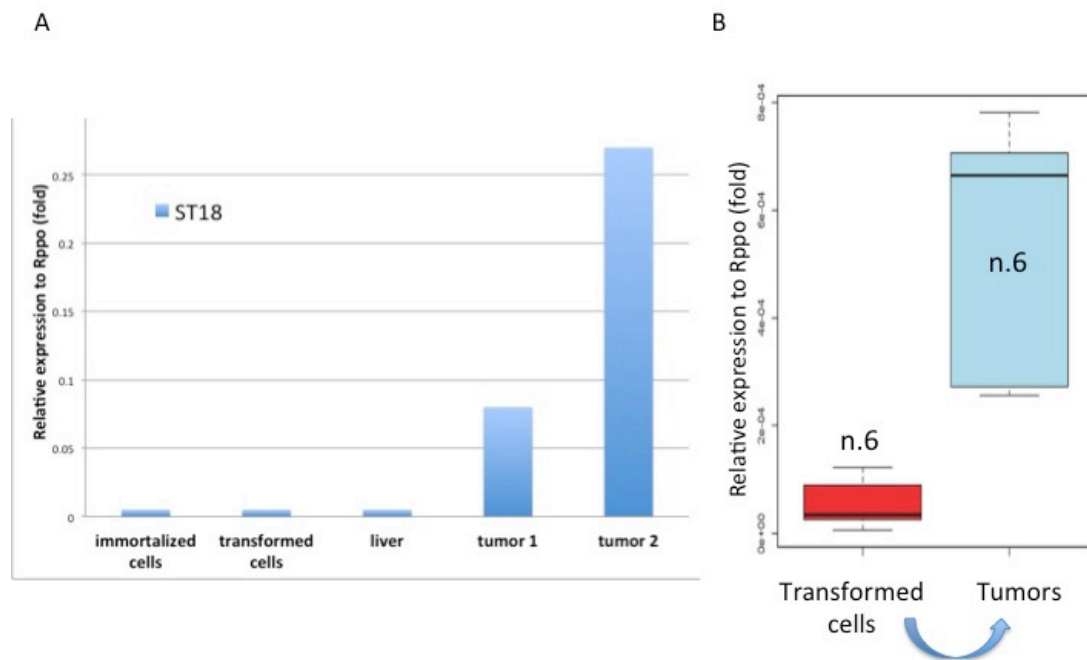 A
B
Relative expression to Rppo (fold)
0.25
0.2
0.15
0.1
0.05
0
ST18
immortalized
cells
transformed
cells
liver
tumor 1
tumor 2
Relative expression to Rppo (fold)
8e-04
6e-04
4e-04
2e-04
0e+00
n.6
n.6
Transformed
cells
Tumors